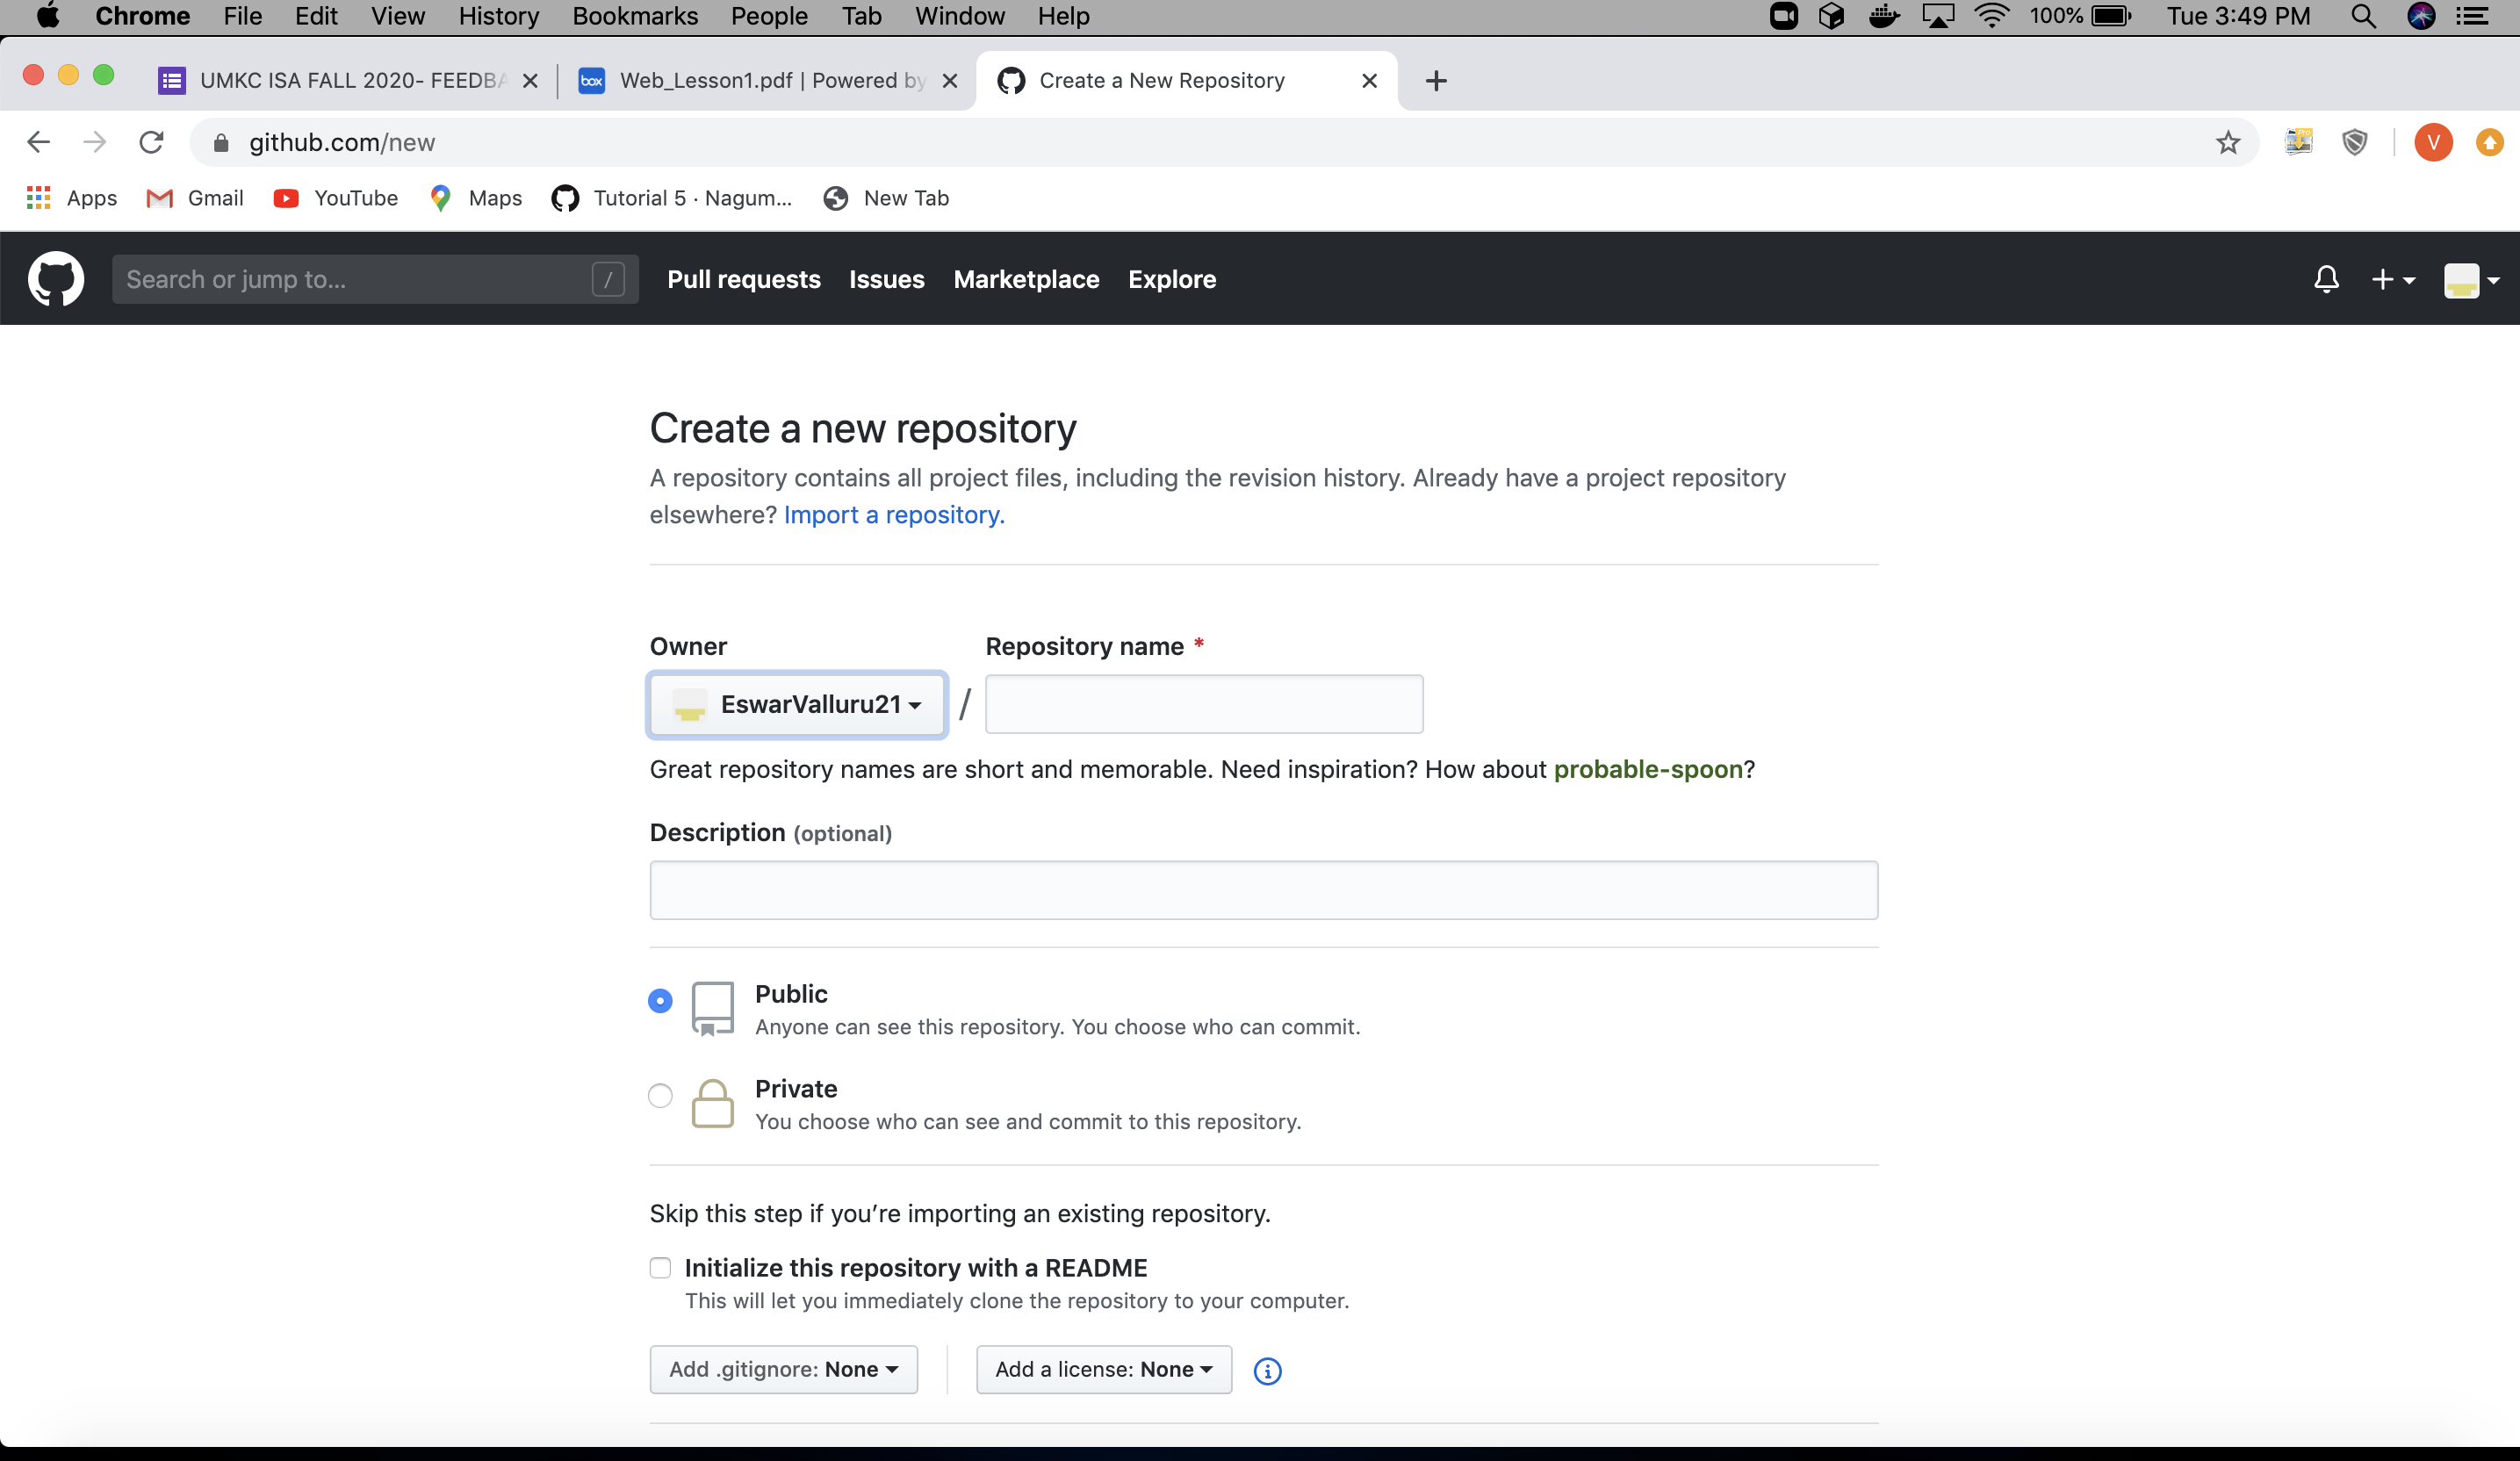 Chrome File Edit View History Bookmarks People Tab Window Help 100% Tue 3:49 PM
UMKC ISA FALL 2020- FEEDBA box Web_Lesson1.pdf | Powered by Create a New Repository
github.com/new Pro V
Apps Gmail YouTube Maps Tutorial 5 · Nagum... New Tab
Search or jump to... / Pull requests Issues Marketplace Explore
Create a new repository
A repository contains all project files, including the revision history. Already have a project repository
elsewhere? Import a repository.
Owner Repository name *
EswarValluru21 /
Great repository names are short and memorable. Need inspiration? How about probable-spoon?
Description (optional)
Public
Anyone can see this repository. You choose who can commit.
Private
You choose who can see and commit to this repository.
Skip this step if you’re importing an existing repository.
Initialize this repository with a README
This will let you immediately clone the repository to your computer.
Add .gitignore: None Add a license: None